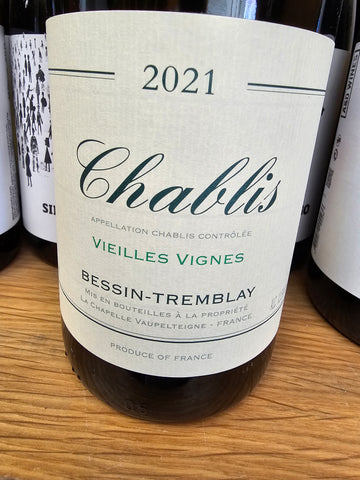 2021
Chablis
APPELLATION CHABLIS CONTRÔLÉE
VIEILLES VIGNES
BESSIN-TREMBLAY
MIS EN BOUTEILLES À LA PROPRIÉTÉ
LA CHAPELLE VAUPELTEIGNE - FRANCE
PRODUCE OF FRANCE